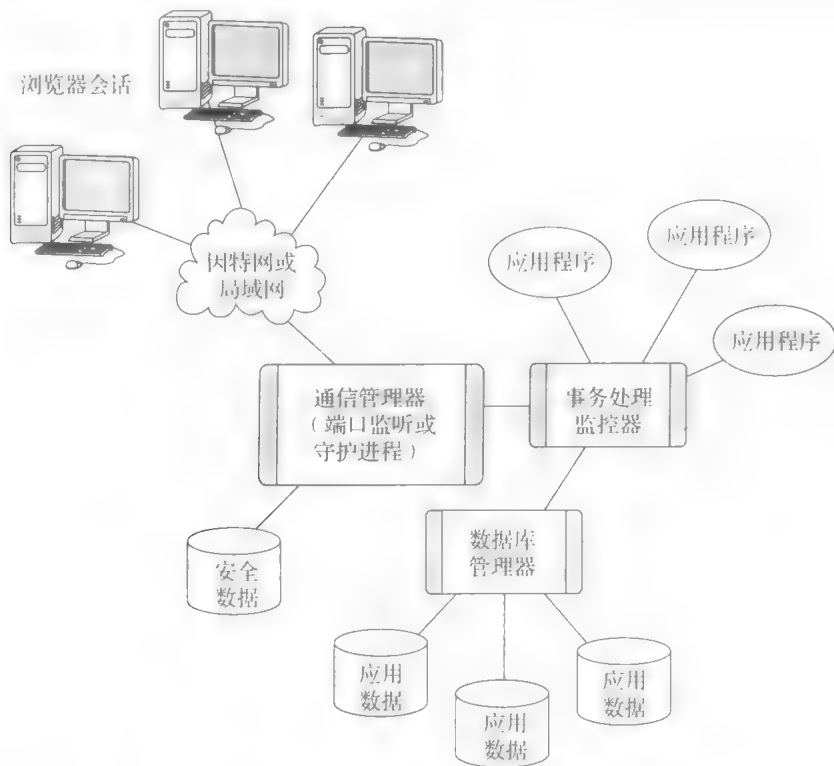 浏览器会话
因特网或
局域网
应用程序
应用程序
应用程序
通信管理器
（端口监听或
守护进程）
事务处理
监控器
数据库
管理器
安全
数据
应用
数据
应用
数据
应用
数据